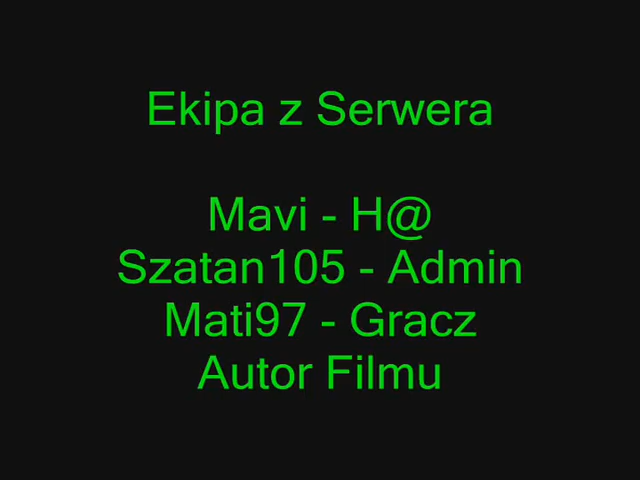 Ekipa z Serwera
Mavi - H@
Szatan105 - Admin
Mati97 - Gracz
Autor Filmu